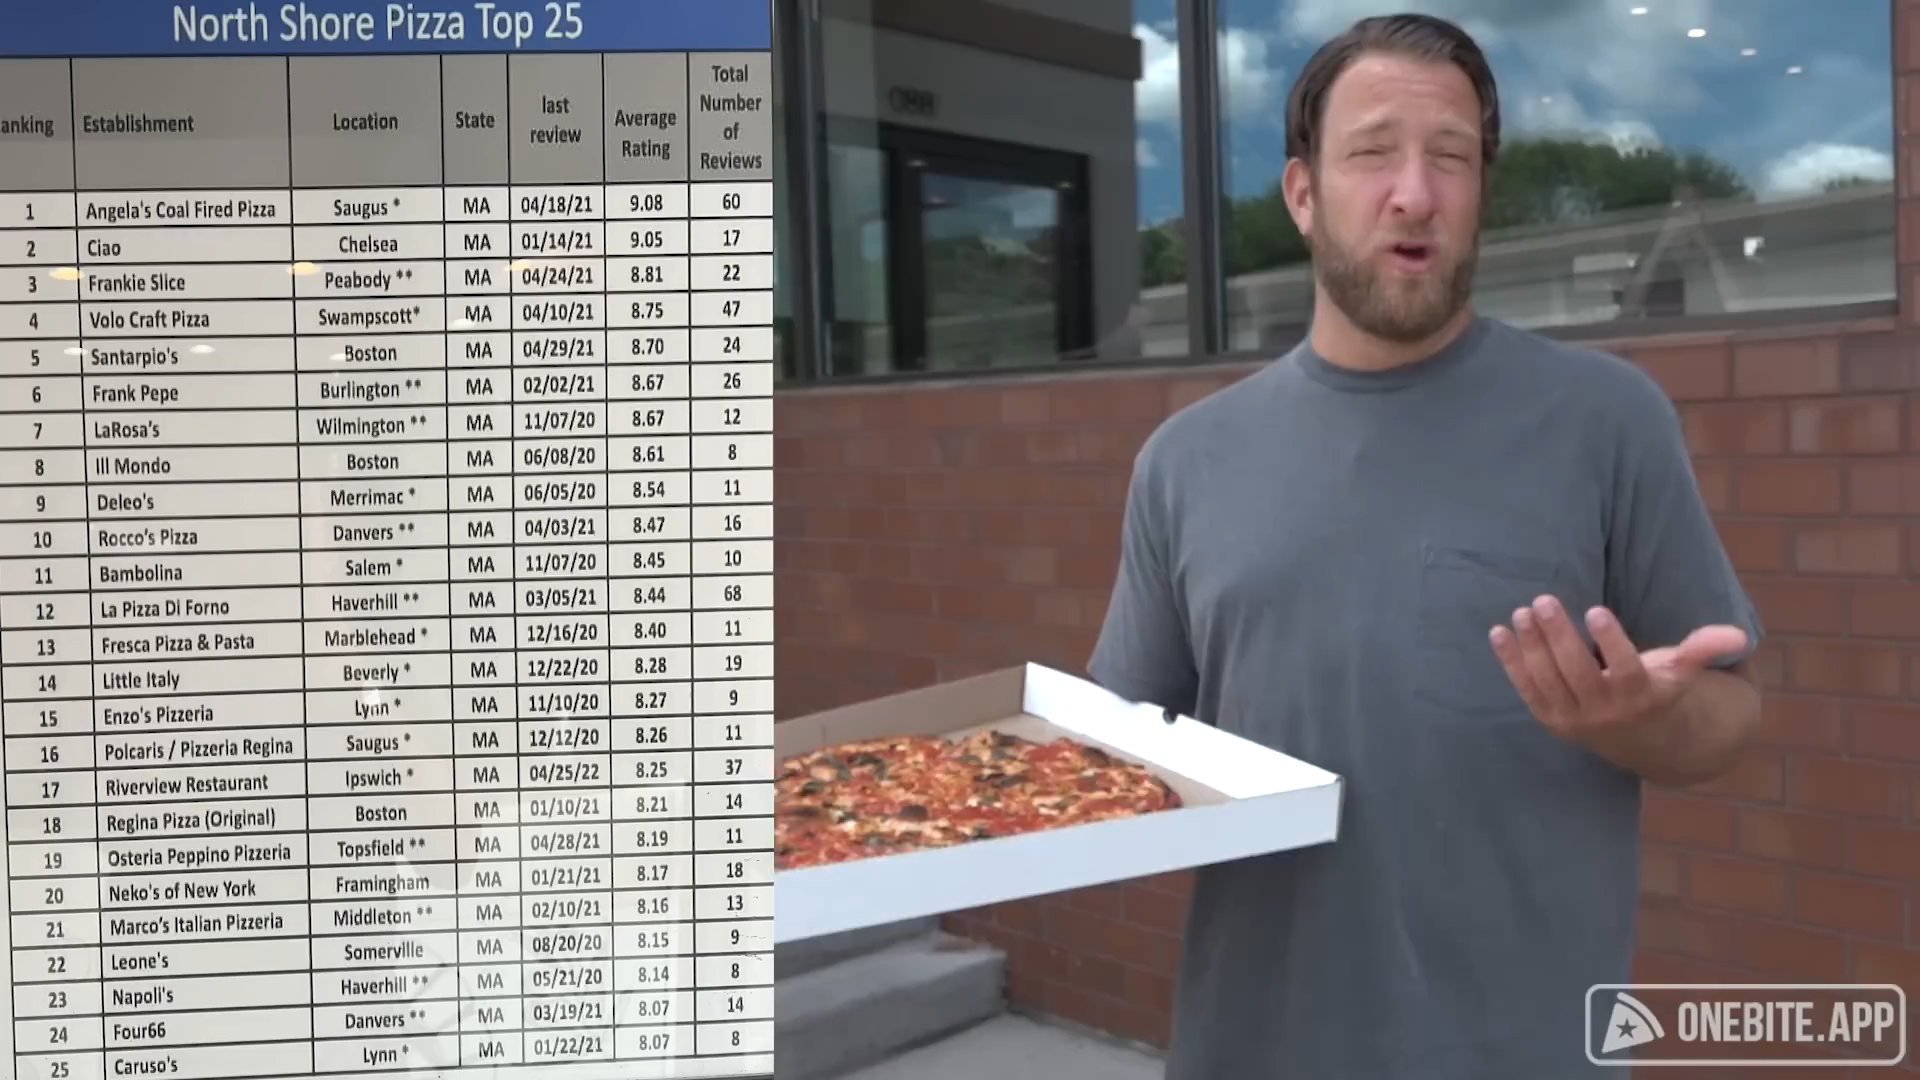 North Shore Pizza Top 25
anking Establishment Location State last review Average Rating Total Number of Reviews
1 Angela's Coal Fired Pizza Saugus * MA 04/18/21 9.08 60
2 Ciao Chelsea MA 01/14/21 9.05 17
3 Frankie Slice Peabody ** MA 04/24/21 8.81 22
4 Volo Craft Pizza Swampscott* MA 04/10/21 8.75 47
5 Santarpio's Boston MA 04/29/21 8.70 24
6 Frank Pepe Burlington ** MA 02/02/21 8.67 26
7 LaRosa's Wilmington ** MA 11/07/20 8.67 12
8 Ill Mondo Boston MA 06/08/20 8.61 8
9 Deleo's Merrimac * MA 06/05/20 8.54 11
10 Rocco's Pizza Danvers ** MA 04/03/21 8.47 16
11 Bambolina Salem * MA 11/07/20 8.45 10
12 La Pizza Di Forno Haverhill ** MA 03/05/21 8.44 68
13 Fresca Pizza & Pasta Marblehead * MA 12/16/20 8.40 11
14 Little Italy Beverly * MA 12/22/20 8.28 19
15 Enzo's Pizzeria Lynn * MA 11/10/20 8.27 9
16 Polcaris / Pizzeria Regina Saugus * MA 12/12/20 8.26 11
17 Riverview Restaurant Ipswich * MA 04/25/22 8.25 37
18 Regina Pizza (Original) Boston MA 01/10/21 8.21 14
19 Osteria Peppino Pizzeria Topsfield ** MA 04/28/21 8.19 11
20 Neko's of New York Framingham MA 01/21/21 8.17 18
21 Marco's Italian Pizzeria Middleton ** MA 02/10/21 8.16 13
22 Leone's Somerville MA 08/20/20 8.15 9
23 Napoli's Haverhill ** MA 05/21/20 8.14 8
24 Four66 Danvers ** MA 03/19/21 8.07 14
25 Caruso's Lynn * MA 01/22/21 8.07 8
ONEBITE.APP